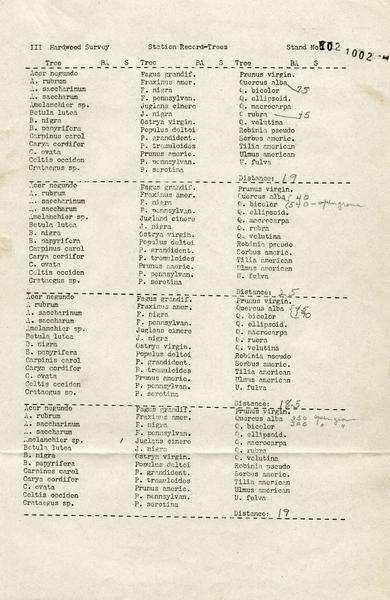 III Hardwood Survey Station Record-Trees Stand No. 02 1002
Tree BA S Tree BA S Tree BA S
Acer negundo Fagus grandif. Prunus virgin.
A. rubrum Fraxinus amer. Quercus alba
A. saccharinum F. nigra Q. bicolor 75
A. saccharum F. pennsylvan. Q. ellipsoid.
Amelanchier sp. Juglans cinere Q. macrocarpa
Betula lutea J. nigra Q rubra 45
B. nigra Ostrya virgin. Q. velutina
B. papyrifera Populus deltoi Robinia pseudo
Carpinus carol P. grandident. Sorbus americ.
Carya cordifor P. tremuloides Tilia american
C. ovata Prunus americ. Ulmus american
Celtis occiden P. pennsylvan. U. fulva
Crataegus sp. P. serotina
Distance: 19
Acer negundo Fagus grandif. Prunus virgin.
A. rubrum Fraxinus amer. Quercus alba 40
A. saccharinum F. nigra Q. bicolor 540 - open grown
A. saccharum F. pennsylvan. Q. ellipsoid.
Amelanchier sp. Jugland cinere Q. macrocarpa
Betula lutea J. nigra Q. rubra
B. nigra Ostrya virgin. Q. velutina
B. papyrifera Populus deltoi Robinia pseudo
Carpinus carol P. grandident. Sorbus americ.
Carya cordifor P. tremuloides Tilia american
C. ovata Prunus americ. Ulmus american
Celtis occiden P. pennsylvan. U. fulva
Crataegus sp. P. serotina
Distance: 25
Acer negundo Fagus grandif. Prunus virgin.
A rubrum Fraxinus amer. Quercus alba
A. saccharinum F. nigra Q. bicolor
A. saccharum F. pennsylvan. Q. ellipsoid.
Amelanchier sp. Juglans cinere Q. macrocarpa
Betula lutea J. nigra Q. rubra
B. nigra Ostrya virgin. Q. velutina
B. papyrifera Populus deltoi Robinia pseudo
Carpinis carol P. grandident. Sorbus americ.
Carya cordifor P. tremuloides Tilia american
C. ovata Prunus americ. Ulmus american
Celtis occiden P. pennsylvan. U. fulva
Crataegus sp. P. serotina
Distance: 18.5
Acer negundo Fagus grandif. Prunus virgin.
A. rubrum Fraxinus amer. Quercus alba 350 open grown
A. saccharinum F. nigra Q. bicolor 300 " "
A. saccharum F. pennsylvan. Q. ellipsoid.
Amelanchier sp. Juglans cinere Q. macrocarpa
Betula lutea J. nigra Q. rubra
B. nigra Ostrya virgin. Q. velutina
B. papyrifera Populus deltoi Robinia pseudo
Carpinus carol P. grandident. Sorbus americ.
Carya cordifor P. tremuloides Tilia american
C. ovata Prunus americ. Ulmus american
Celtis occiden P. pennsylvan. U. fulva
Crataegus sp. P. serotina
Distance: 19